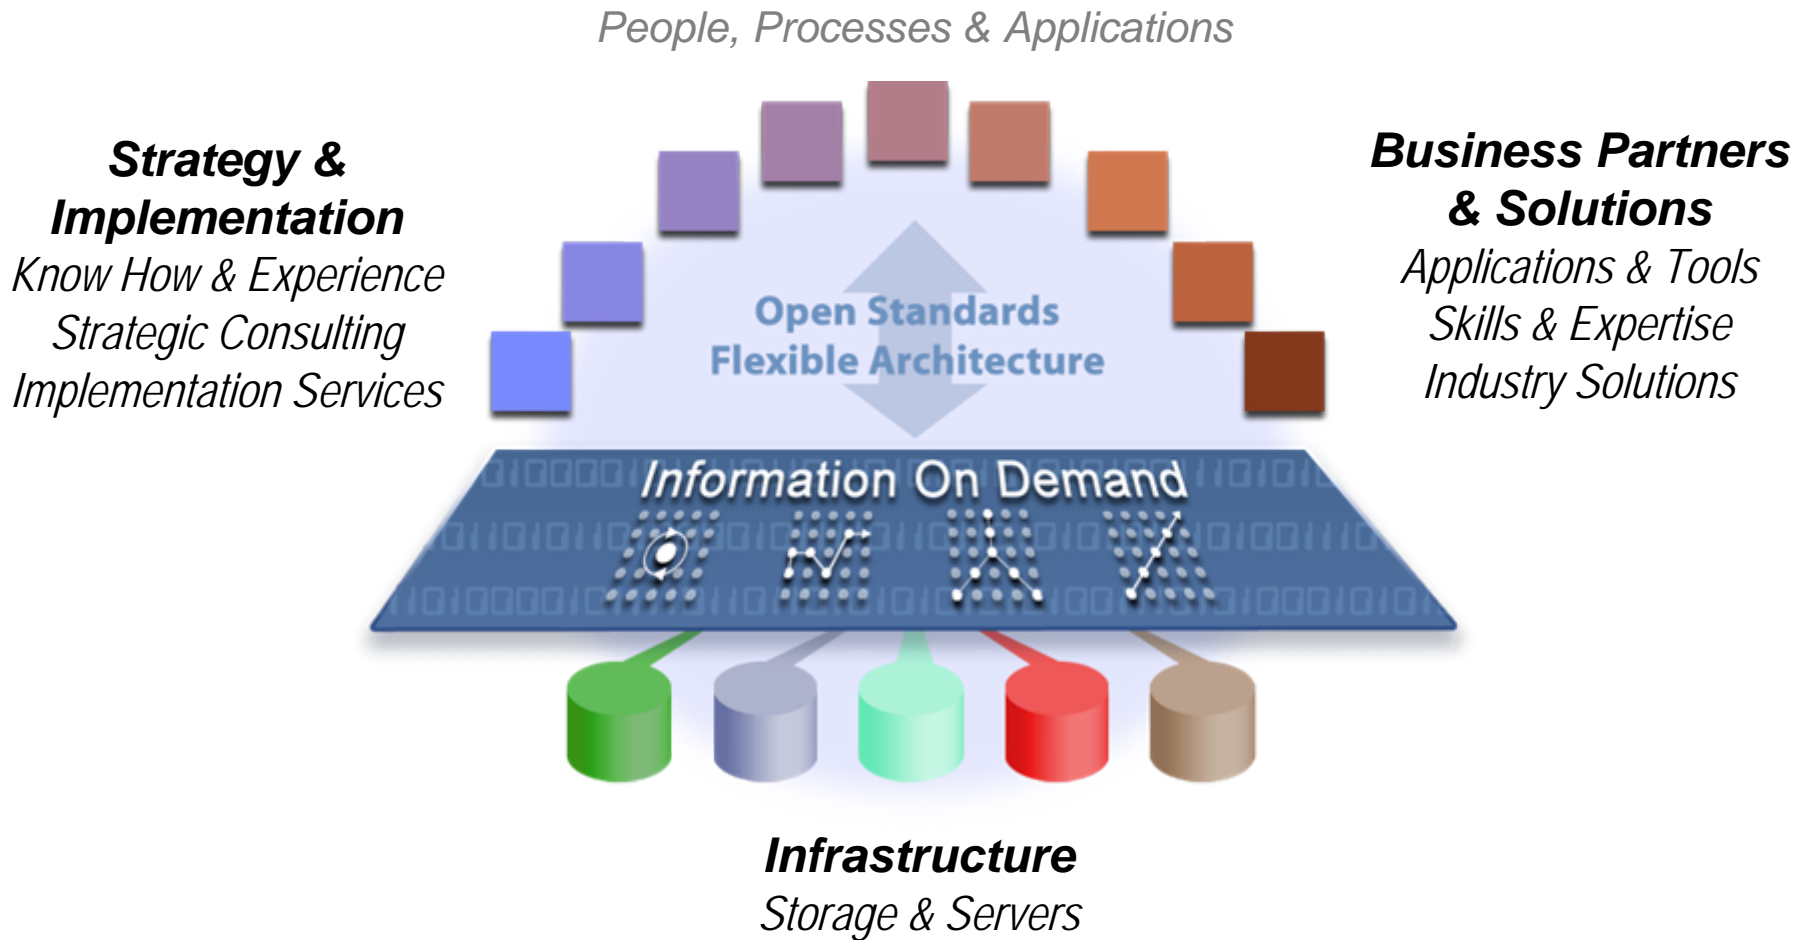 People, Processes & Applications
Strategy &
Implementation
Know How & Experience
Strategic Consulting
Implementation Services
Business Partners
& Solutions
Applications & Tools
Skills & Expertise
Industry Solutions
Open Standards
Flexible Architecture
Information On Demand
Infrastructure
Storage & Servers